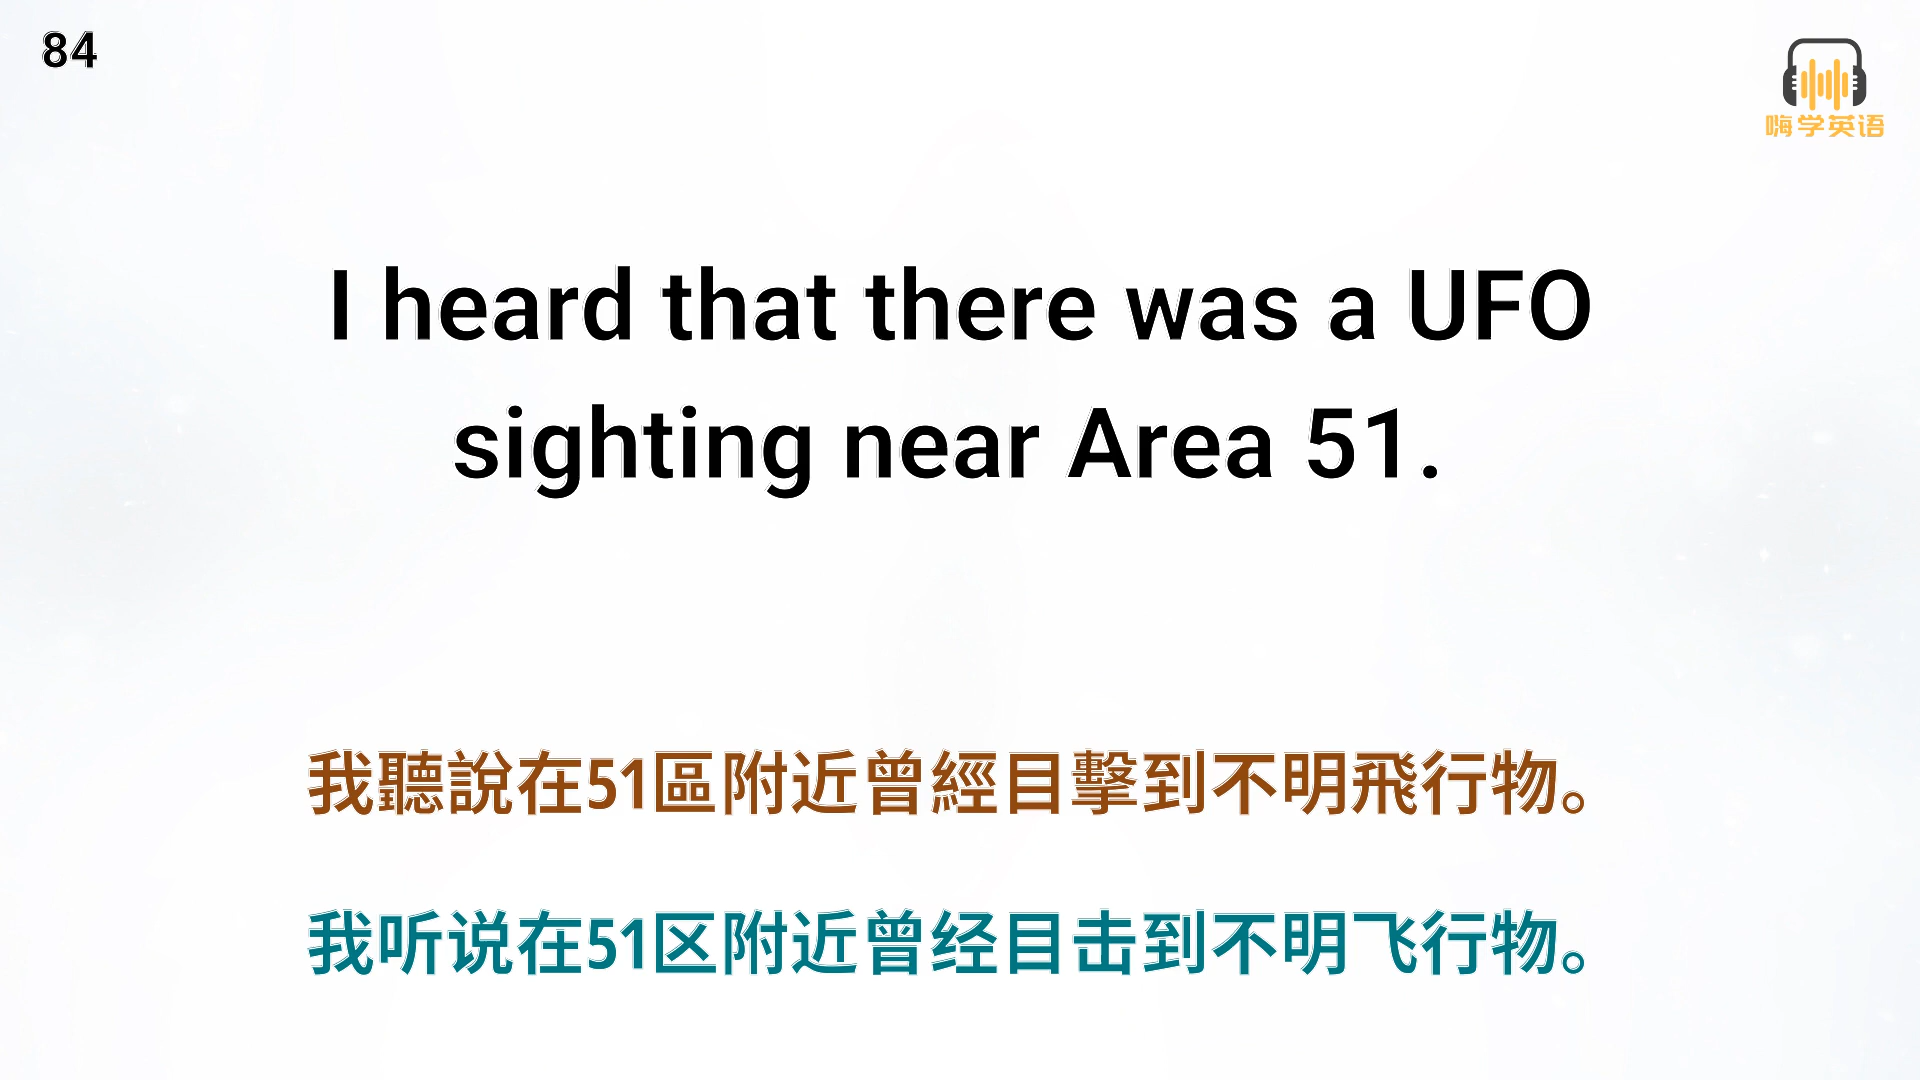 84
嗨学英语
I heard that there was a UFO
sighting near Area 51.
我聽說在51區附近曾經目擊到不明飛行物。
我听说在51区附近曾经目击到不明飞行物。